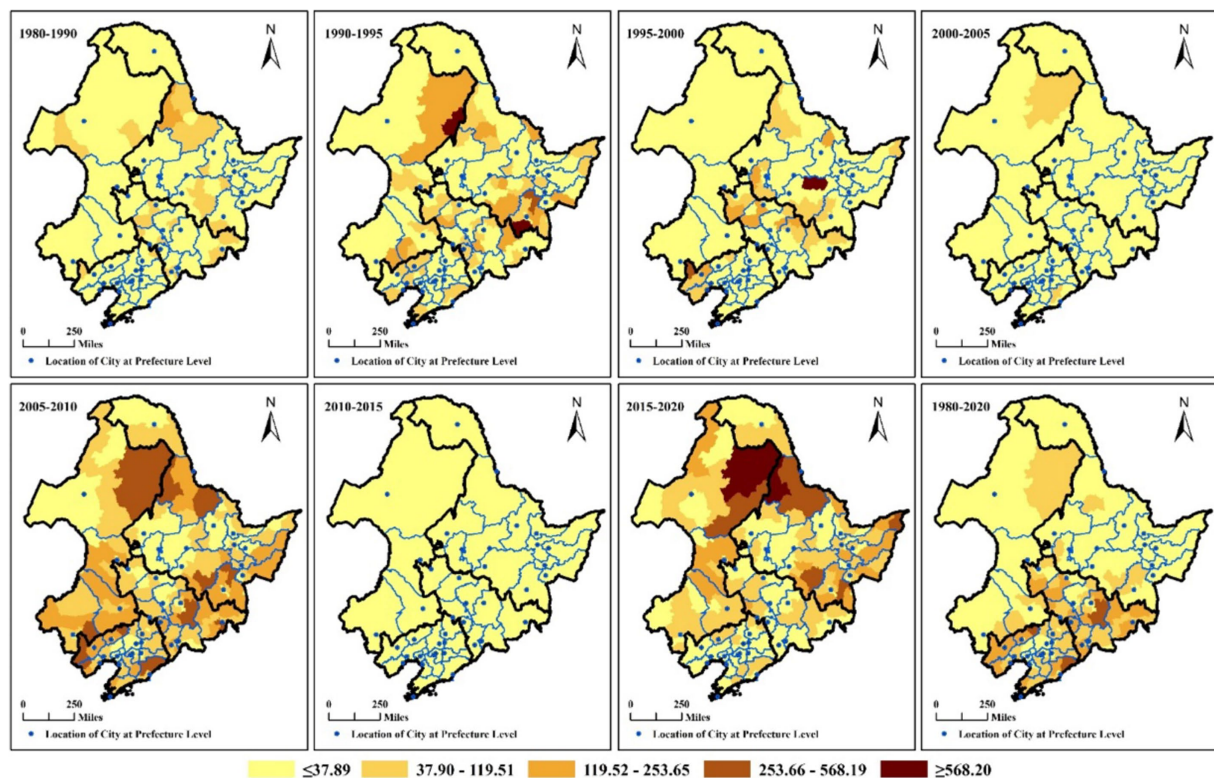 1980-1990
N
0 250
Miles
Location of City at Prefecture Level
1990-1995
N
0 250
Miles
Location of City at Prefecture Level
1995-2000
N
0 250
Miles
Location of City at Prefecture Level
2000-2005
N
0 250
Miles
Location of City at Prefecture Level
2005-2010
N
0 250
Miles
Location of City at Prefecture Level
2010-2015
N
0 250
Miles
Location of City at Prefecture Level
2015-2020
N
0 250
Miles
Location of City at Prefecture Level
1980-2020
N
0 250
Miles
Location of City at Prefecture Level
≤37.89 37.90 - 119.51 119.52 - 253.65 253.66 - 568.19 ≥568.20